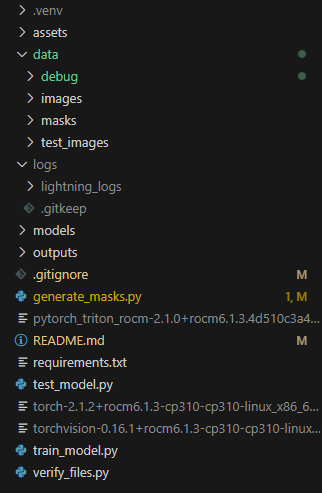 .venv
assets
data
debug
images
masks
test_images
logs
lightning_logs
.gitkeep
models
outputs
.gitignore M
generate_masks.py 1, M
pytorch_triton_rocm-2.1.0+rocm6.1.3.4d510c3a4...
README.md M
requirements.txt
test_model.py
torch-2.1.2+rocm6.1.3-cp310-cp310-linux_x86_6...
torchvision-0.16.1+rocm6.1.3-cp310-cp310-linux...
train_model.py
verify_files.py